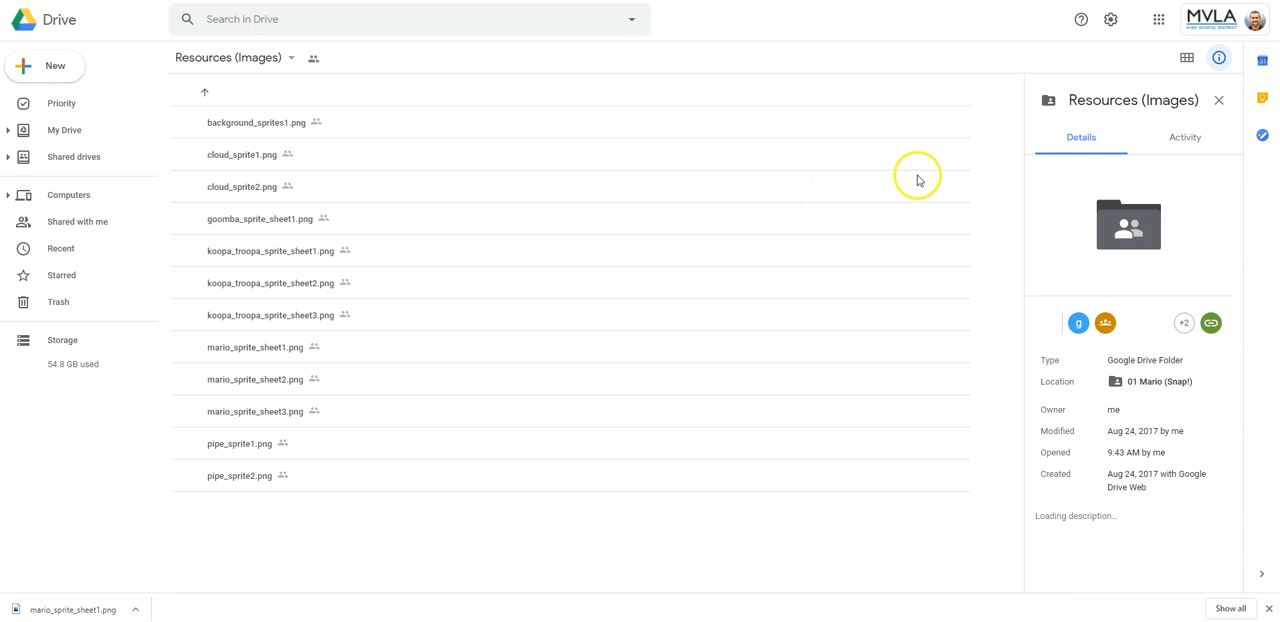 Drive
Search in Drive
MVLA
HIGH SCHOOL DISTRICT
New
Resources (Images)
Priority
My Drive
Shared drives
Computers
Shared with me
Recent
Starred
Trash
Storage
54.8 GB used
background_sprites1.png
cloud_sprite1.png
cloud_sprite2.png
goomba_sprite_sheet1.png
koopa_troopa_sprite_sheet1.png
koopa_troopa_sprite_sheet2.png
koopa_troopa_sprite_sheet3.png
mario_sprite_sheet1.png
mario_sprite_sheet2.png
mario_sprite_sheet3.png
pipe_sprite1.png
pipe_sprite2.png
Resources (Images)
Details Activity
g +2
Type Google Drive Folder
Location 01 Mario (Snap!)
Owner me
Modified Aug 24, 2017 by me
Opened 9:43 AM by me
Created Aug 24, 2017 with Google
Drive Web
Loading description...
31
mario_sprite_sheet1.png
Show all